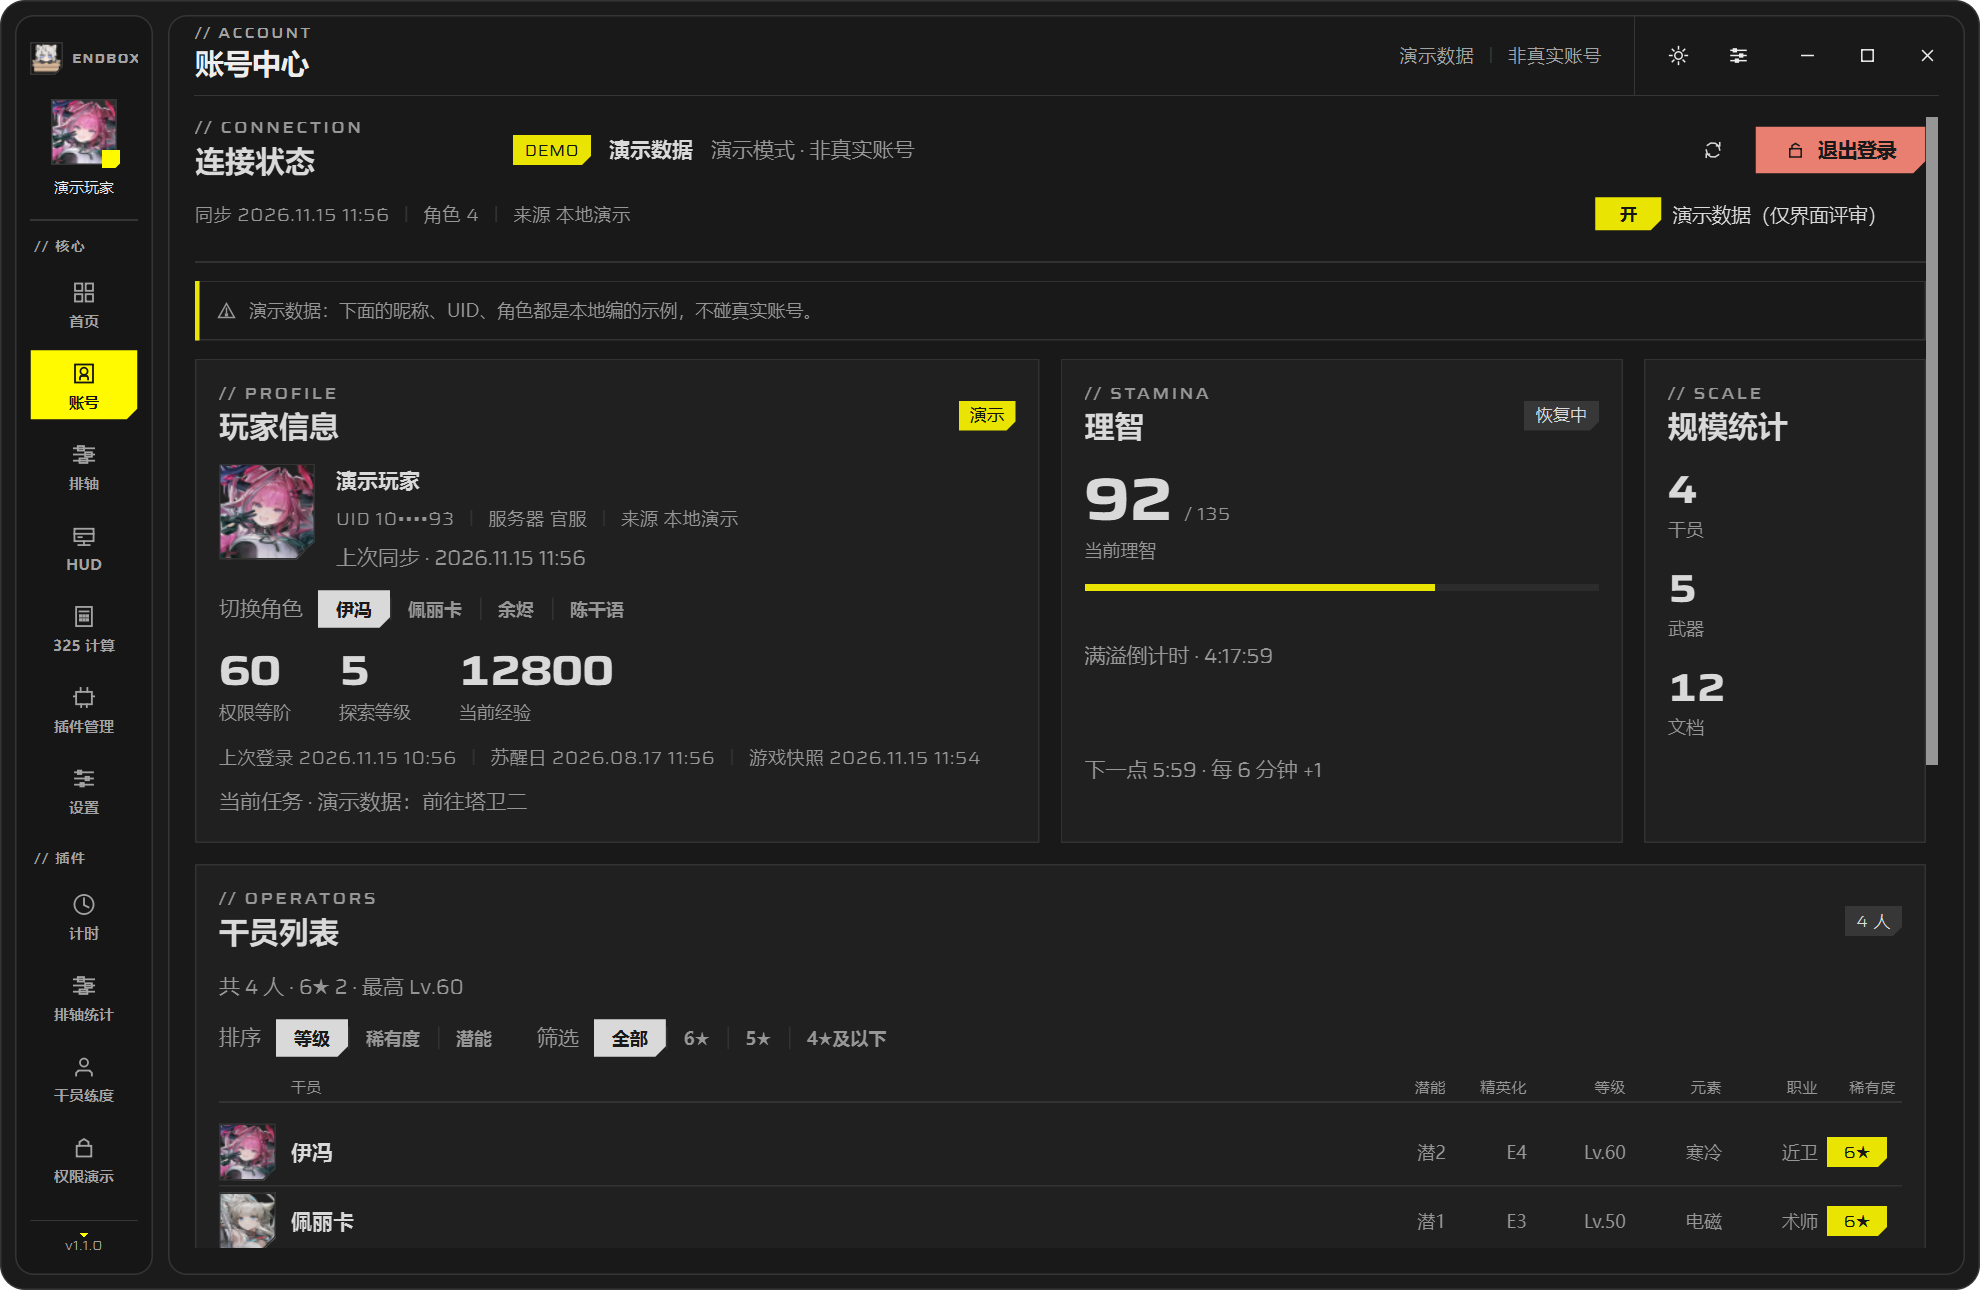 ENDBOX
演示玩家
// 核心
首页
账号
排轴
HUD
325 计算
插件管理
设置
// 插件
计时
排轴统计
干员练度
权限演示
v1.1.0
// ACCOUNT
账号中心
演示数据 非真实账号
// CONNECTION
连接状态
DEMO 演示数据 演示模式 · 非真实账号
退出登录
同步 2026.11.15 11:56 角色 4 来源 本地演示
开 演示数据（仅界面评审）
演示数据：下面的昵称、UID、角色都是本地编的示例，不碰真实账号。
// PROFILE
玩家信息
演示
演示玩家
UID 10••••93 服务器 官服 来源 本地演示
上次同步 · 2026.11.15 11:56
切换角色 伊冯 佩丽卡 余烬 陈千语
60 5 12800
权限等阶 探索等级 当前经验
上次登录 2026.11.15 10:56 苏醒日 2026.08.17 11:56 游戏快照 2026.11.15 11:54
当前任务 · 演示数据：前往塔卫二
// STAMINA
理智
恢复中
92 / 135
当前理智
满溢倒计时 · 4:17:59
下一点 5:59 · 每 6 分钟 +1
// SCALE
规模统计
4
干员
5
武器
12
文档
// OPERATORS
干员列表
4 人
共 4 人 · 6★ 2 · 最高 Lv.60
排序 等级 稀有度 潜能 筛选 全部 6★ 5★ 4★及以下
干员 潜能 精英化 等级 元素 职业 稀有度
伊冯 潜2 E4 Lv.60 寒冷 近卫 6★
佩丽卡 潜1 E3 Lv.50 电磁 术师 6★